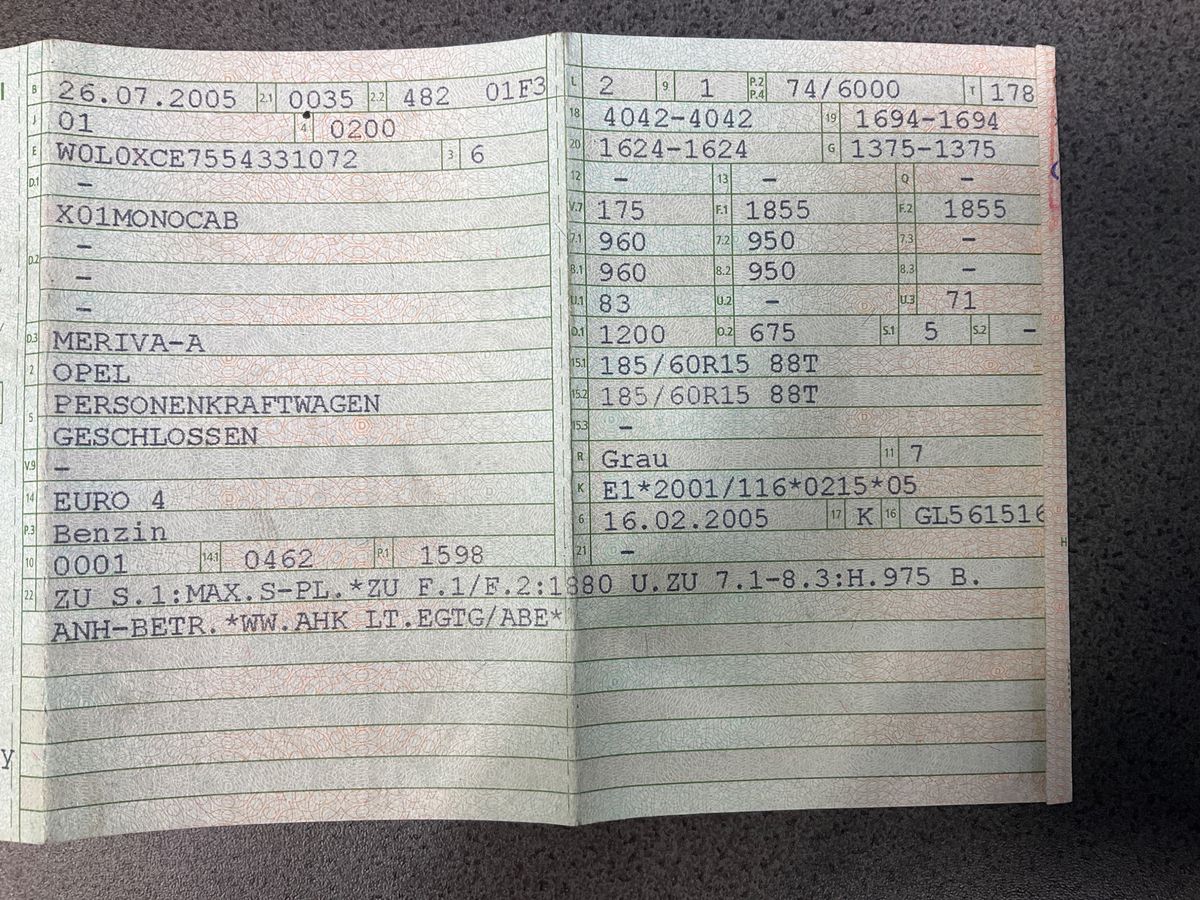 B 26.07.2005 2.1 0035 2.2 482 01F3
J 01 4 0200
E W0L0XCE7554331072 3 6
D.1 –
X01MONOCAB
–
D.2 –
–
D.3 MERIVA-A
2 OPEL
5 PERSONENKRAFTWAGEN
GESCHLOSSEN
V.9 –
14 EURO 4
P.3 Benzin
10 0001 14.1 0462 P.1 1598
L 2 9 1 P.2 P.4 74/6000 T 178
18 4042-4042 19 1694-1694
20 1624-1624 G 1375-1375
12 – 13 – Q –
V.7 175 F.1 1855 F.2 1855
7.1 960 7.2 950 7.3 –
8.1 960 8.2 950 8.3 –
U.1 83 U.2 – U.3 71
O.1 1200 O.2 675 S.1 5 S.2 –
15.1 185/60R15 88T
15.2 185/60R15 88T
15.3 –
R Grau 11 7
K E1*2001/116*0215*05
6 16.02.2005 17 K 16 GL561516
21 –
22 ZU S.1:MAX.S-PL.*ZU F.1/F.2:1880 U.ZU 7.1-8.3:H.975 B.
ANH-BETR.*WW.AHK LT.EGTG/ABE*
H
y